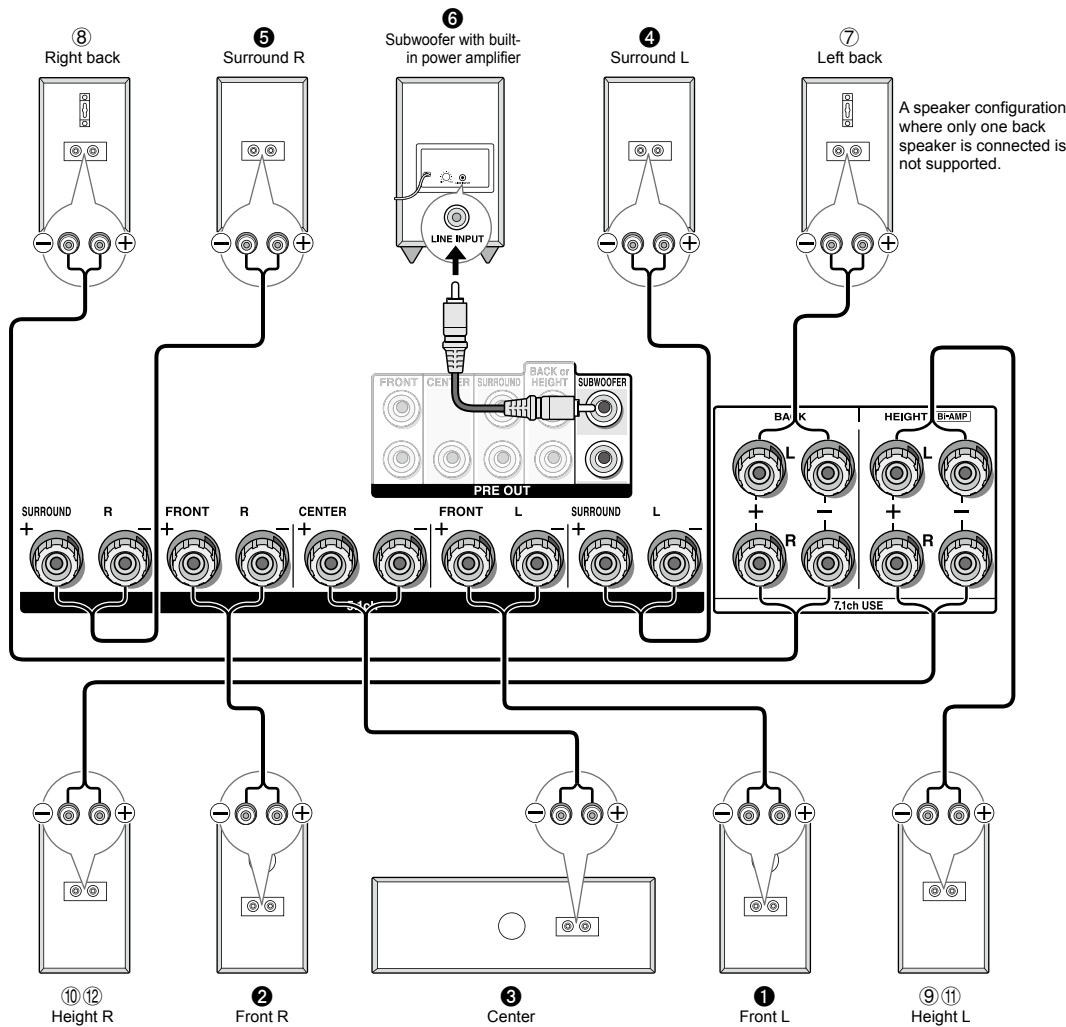 ⑧
Right back
❺
Surround R
❻
Subwoofer with built-
in power amplifier
❹
Surround L
⑦
Left back
A speaker configuration
where only one back
speaker is connected is
not supported.
− +
− +
LINE INPUT
− +
− +
FRONT CENTER SURROUND BACK or
HEIGHT SUBWOOFER
PRE OUT
BACK HEIGHT Bi-AMP
L L
+ − + −
R R
7.1ch USE
SURROUND R FRONT R CENTER FRONT L SURROUND L
+ − + − + − + − + −
− +
− +
− +
− +
− +
⑩⑫
Height R
❷
Front R
❸
Center
❶
Front L
⑨⑪
Height L